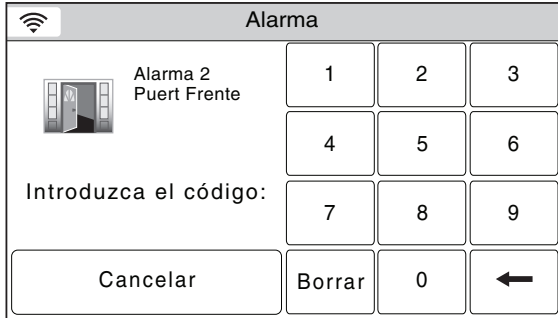 Alarma
Alarma 2
Puert Frente
Introduzca el código:
1 2 3
4 5 6
7 8 9
Cancelar
Borrar 0